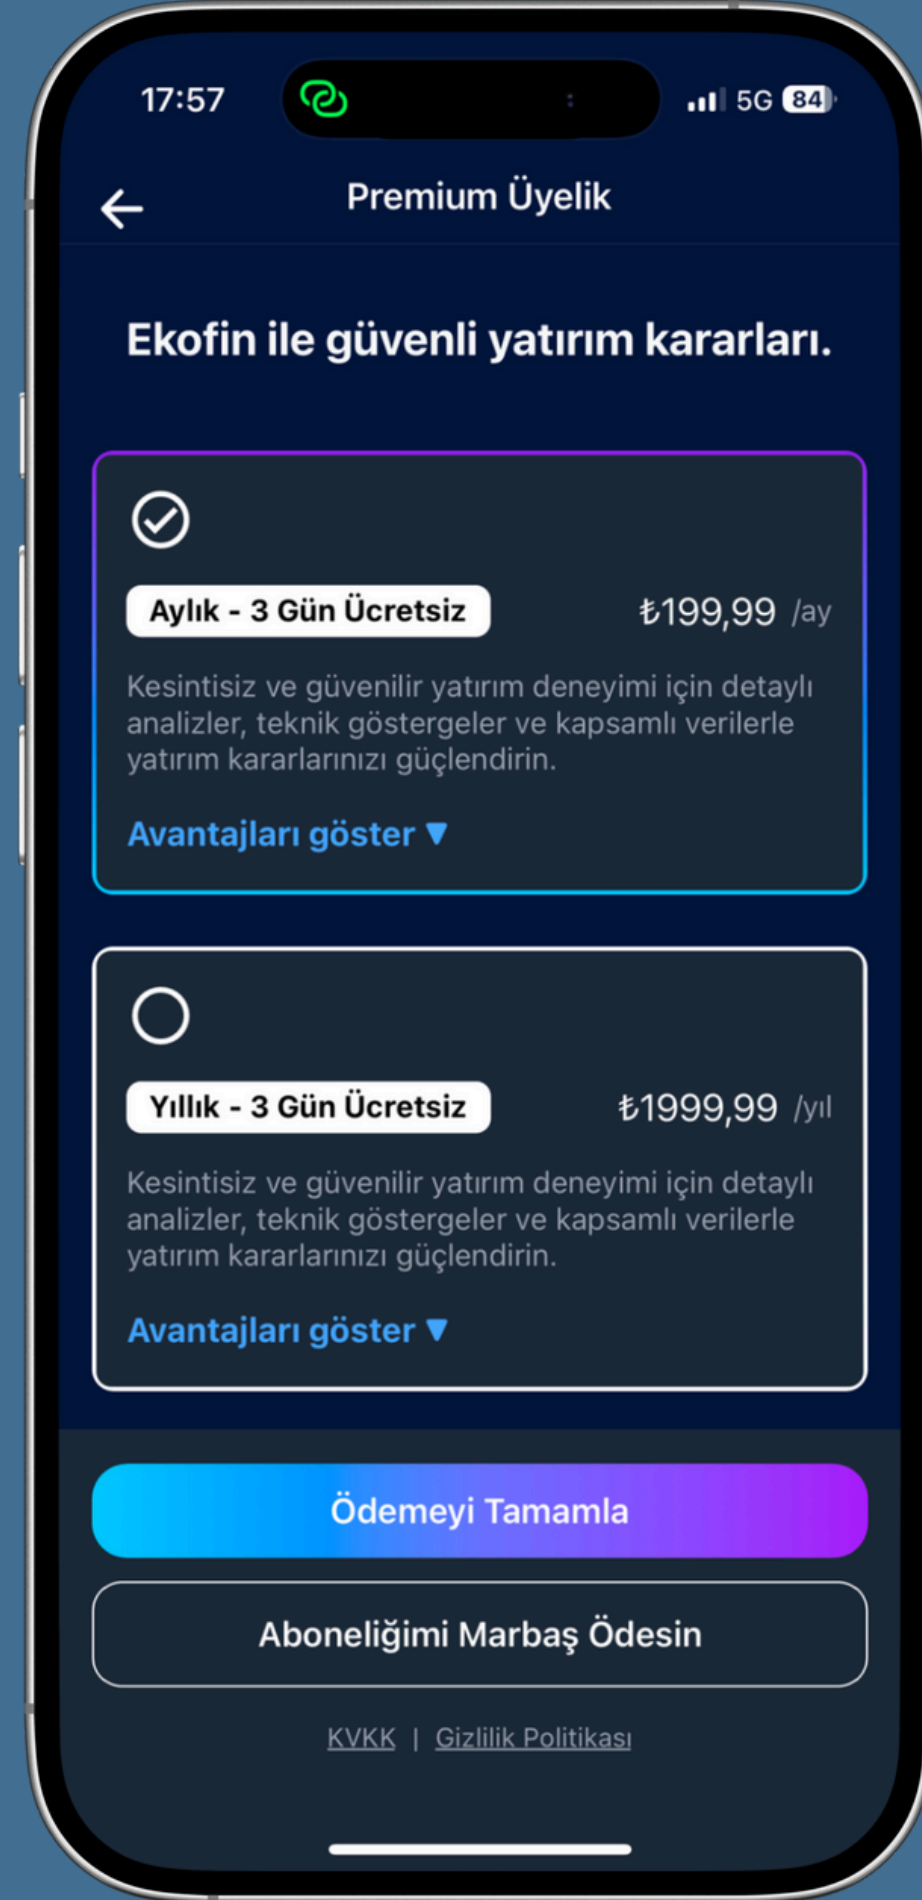 17:57
5G 84
Premium Üyelik
Ekofin ile güvenli yatırım kararları.
Aylık - 3 Gün Ücretsiz
₺199,99 /ay
Kesintisiz ve güvenilir yatırım deneyimi için detaylı
analizler, teknik göstergeler ve kapsamlı verilerle
yatırım kararlarınızı güçlendirin.
Avantajları göster ▼
Yıllık - 3 Gün Ücretsiz
₺1999,99 /yıl
Kesintisiz ve güvenilir yatırım deneyimi için detaylı
analizler, teknik göstergeler ve kapsamlı verilerle
yatırım kararlarınızı güçlendirin.
Avantajları göster ▼
Ödemeyi Tamamla
Aboneliğimi Marbaş Ödesin
KVKK | Gizlilik Politikası